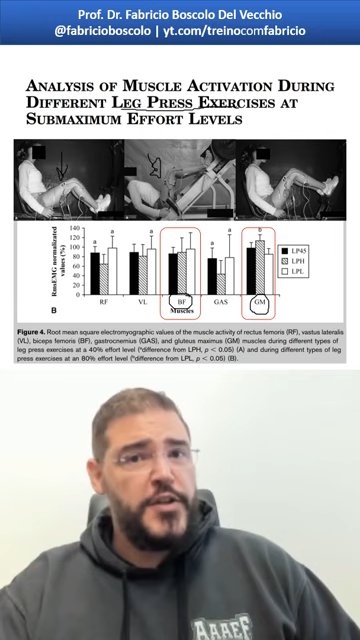 Prof. Dr. Fabricio Boscolo Del Vecchio
@fabricioboscolo | yt.com/treinocomfabricio
ANALYSIS OF MUSCLE ACTIVATION DURING
DIFFERENT LEG PRESS EXERCISES AT
SUBMAXIMUM EFFORT LEVELS
RmsEMG normalizated
values (%)
140
120
100
80
60
40
20
0
a
a
a
b
RF
VL
BF
GAS
GM
Muscles
B
LP45
LPH
LPL
Figure 4. Root mean square electromyographic values of the muscle activity of rectus femoris (RF), vastus lateralis
(VL), biceps femoris (BF), gastrocnemius (GAS), and gluteus maximus (GM) muscles during different types of
leg press exercises at a 40% effort level (*difference from LPH, p < 0.05) (A) and during different types of leg
press exercises at an 80% effort level (*difference from LPL, p < 0.05) (B).
AAAEF